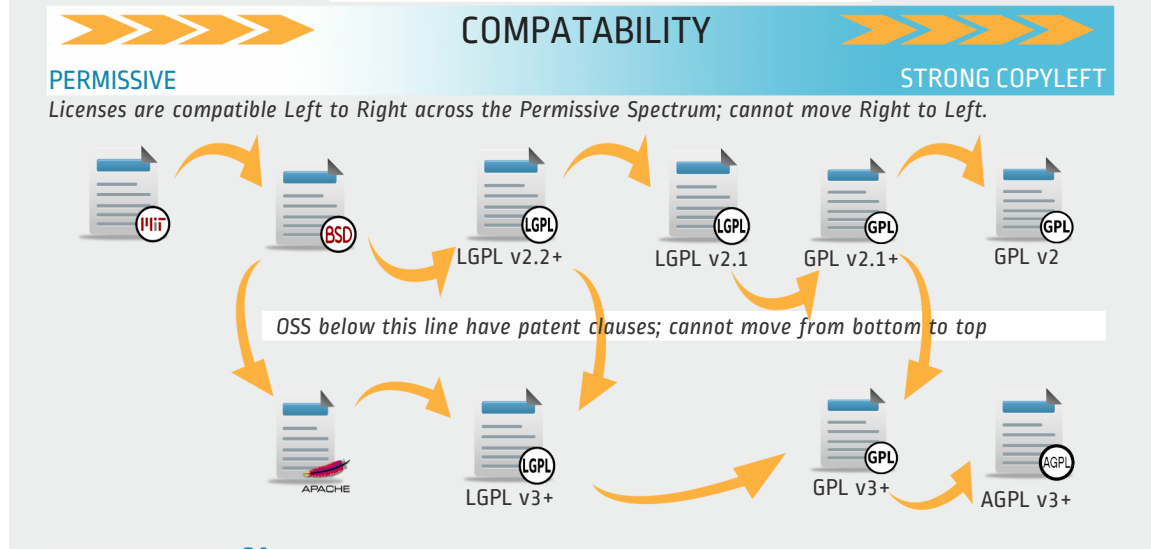 COMPATABILITY
PERMISSIVE
STRONG COPYLEFT
Licenses are compatible Left to Right across the Permissive Spectrum; cannot move Right to Left.
MIT
BSD
LGPL
LGPL v2.2+
LGPL
LGPL v2.1
GPL
GPL v2.1+
GPL
GPL v2
OSS below this line have patent clauses; cannot move from bottom to top
APACHE
LGPL
LGPL v3+
GPL
GPL v3+
AGPL
AGPL v3+